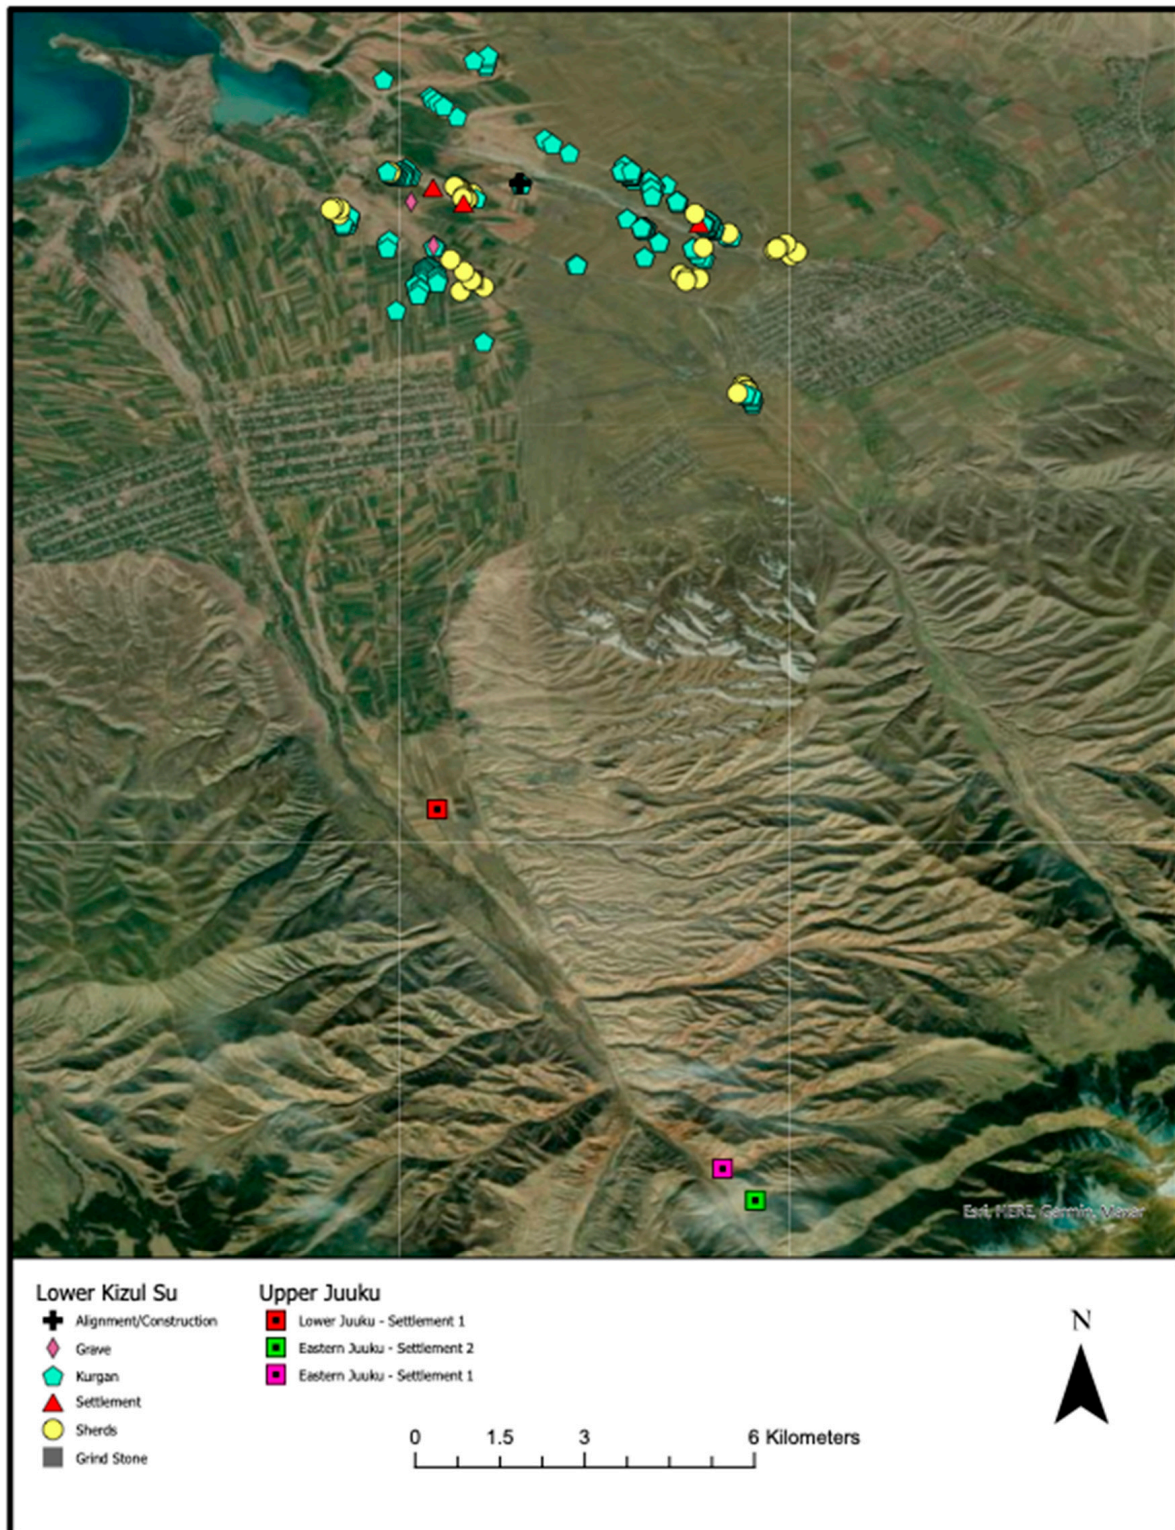 Esri, HERE, Garmin, Maxar
Lower Kizul Su
Alignment/Construction
Grave
Kurgan
Settlement
Sherds
Grind Stone
Upper Juuku
Lower Juuku - Settlement 1
Eastern Juuku - Settlement 2
Eastern Juuku - Settlement 1
N
0 1.5 3 6 Kilometers